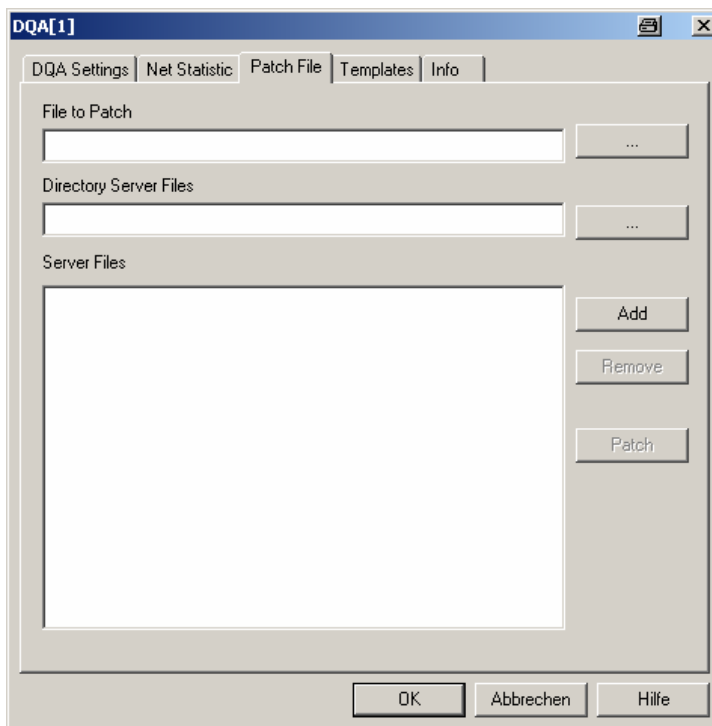 DQA[1]
DQA Settings Net Statistic Patch File Templates Info
File to Patch
...
Directory Server Files
...
Server Files
Add
Remove
Patch
OK Abbrechen Hilfe